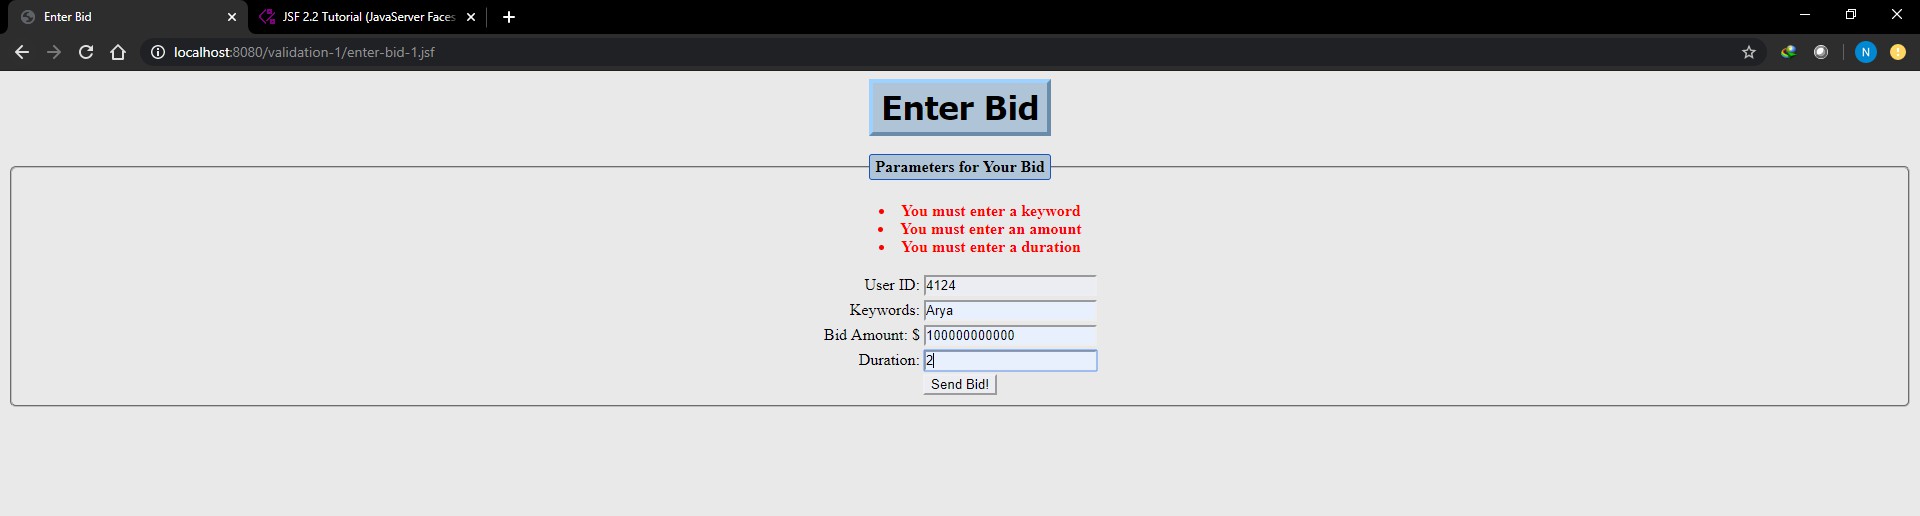 Enter Bid
JSF 2.2 Tutorial (JavaServer Faces
localhost:8080/validation-1/enter-bid-1.jsf
N
Enter Bid
Parameters for Your Bid
• You must enter a keyword
• You must enter an amount
• You must enter a duration
User ID: 4124
Keywords: Arya
Bid Amount: $ 100000000000
Duration: 2
Send Bid!